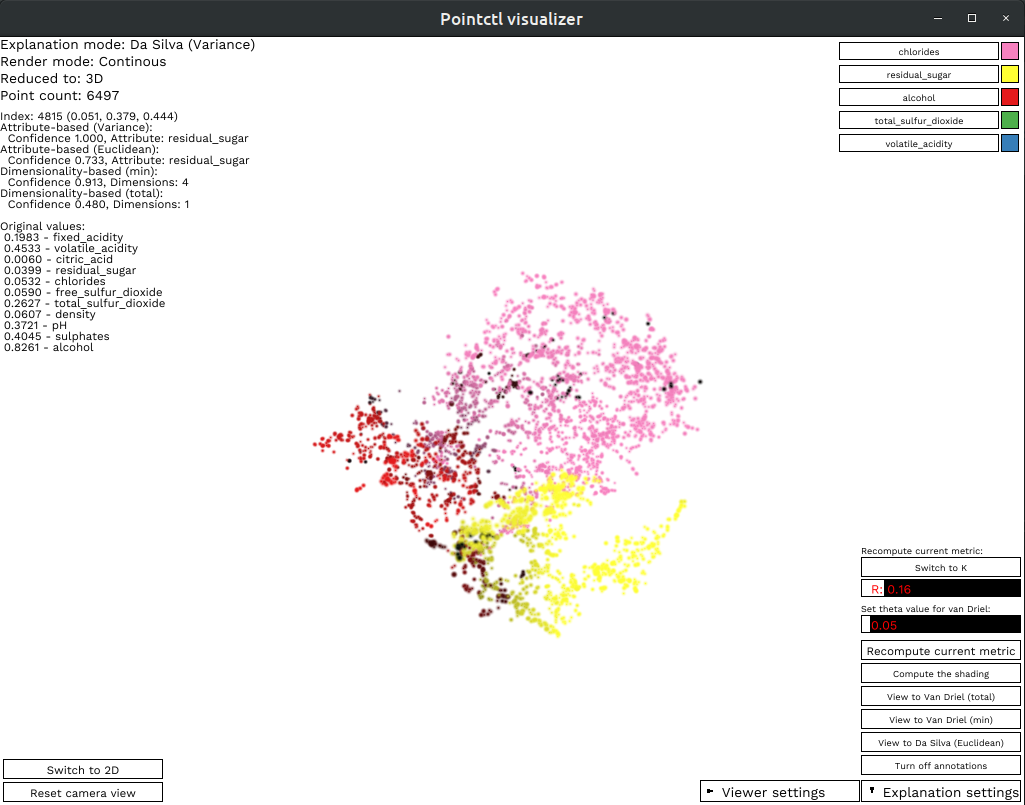 Pointctl visualizer
Explanation mode: Da Silva (Variance)
Render mode: Continous
Reduced to: 3D
Point count: 6497
Index: 4815 (0.051, 0.379, 0.444)
Attribute-based (Variance):
Confidence 1.000, Attribute: residual_sugar
Attribute-based (Euclidean):
Confidence 0.733, Attribute: residual_sugar
Dimensionality-based (min):
Confidence 0.913, Dimensions: 4
Dimensionality-based (total):
Confidence 0.480, Dimensions: 1
Original values:
0.1983 - fixed_acidity
0.4533 - volatile_acidity
0.0060 - citric_acid
0.0399 - residual_sugar
0.0532 - chlorides
0.0590 - free_sulfur_dioxide
0.2627 - total_sulfur_dioxide
0.0607 - density
0.3721 - pH
0.4045 - sulphates
0.8261 - alcohol
chlorides
residual_sugar
alcohol
total_sulfur_dioxide
volatile_acidity
Recompute current metric:
Switch to K
R: 0.16
Set theta value for van Driel:
0.05
Recompute current metric
Compute the shading
View to Van Driel (total)
View to Van Driel (min)
View to Da Silva (Euclidean)
Turn off annotations
Switch to 2D
Reset camera view
Viewer settings
Explanation settings